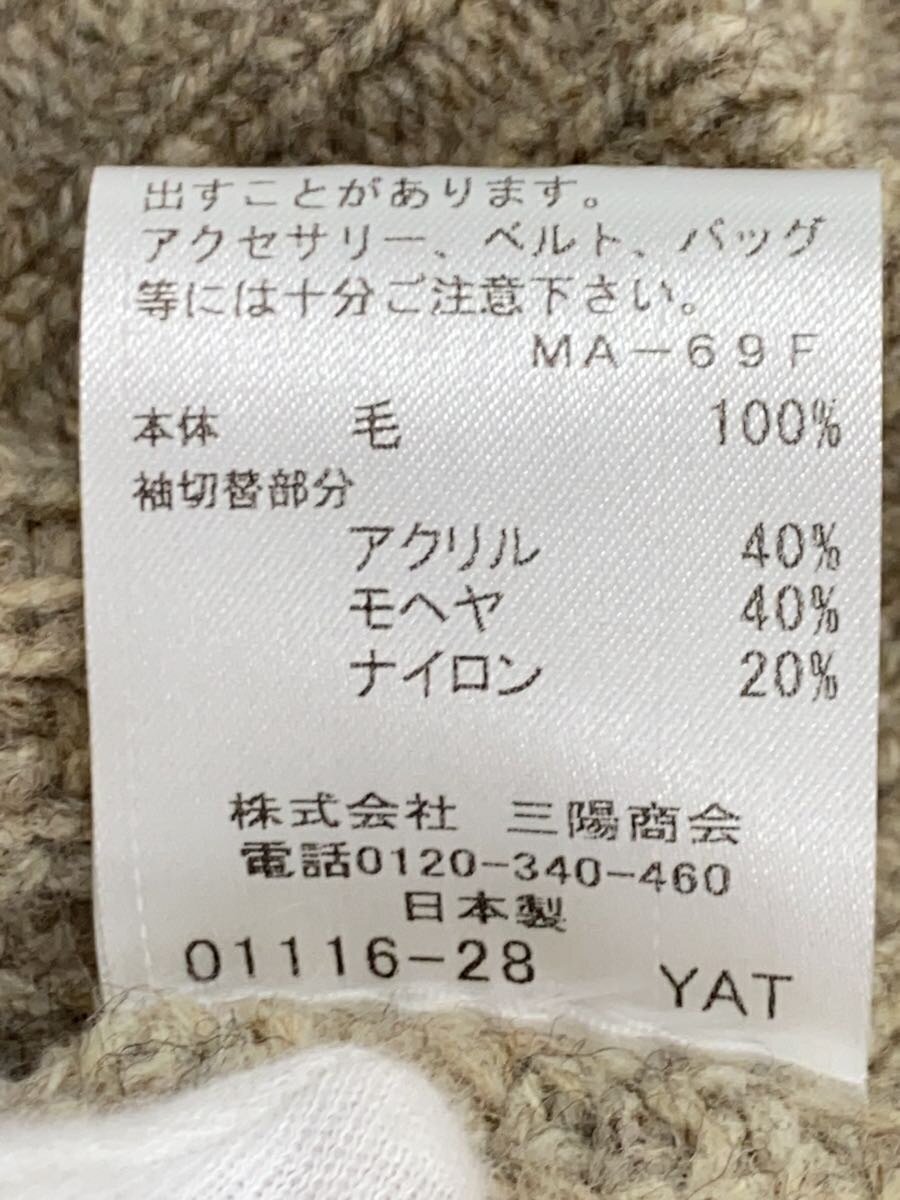 出すことがあります。
アクセサリー、ベルト、バッグ
等には十分ご注意下さい。
MA-69F
本体 毛 100%
袖切替部分
アクリル 40%
モヘヤ 40%
ナイロン 20%
株式会社 三陽商会
電話0120-340-460
日本製
01116-28 YAT